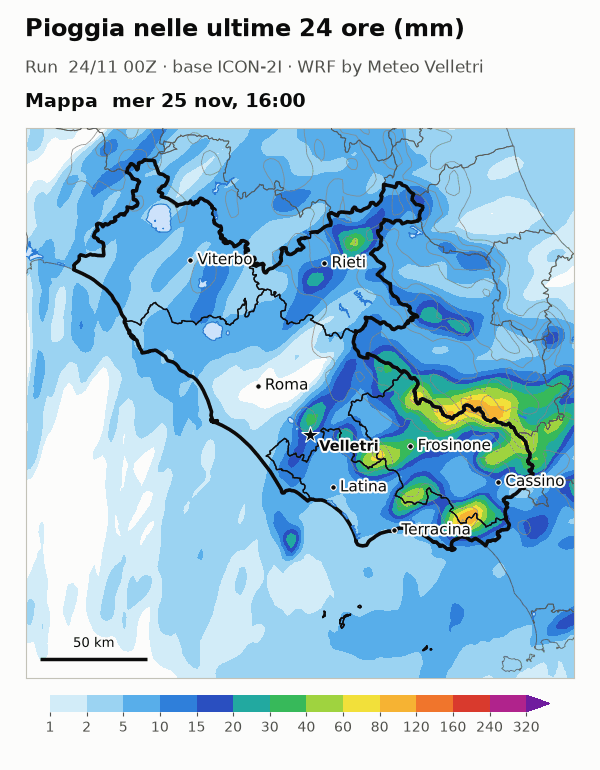 Pioggia nelle ultime 24 ore (mm)
Run  24/11 00Z · base ICON-2I · WRF by Meteo Velletri
Mappa  mer 25 nov, 16:00
Viterbo
Rieti
Roma
Velletri
Frosinone
Latina
Cassino
Terracina
50 km
1 2 5 10 15 20 30 40 60 80 120 160 240 320